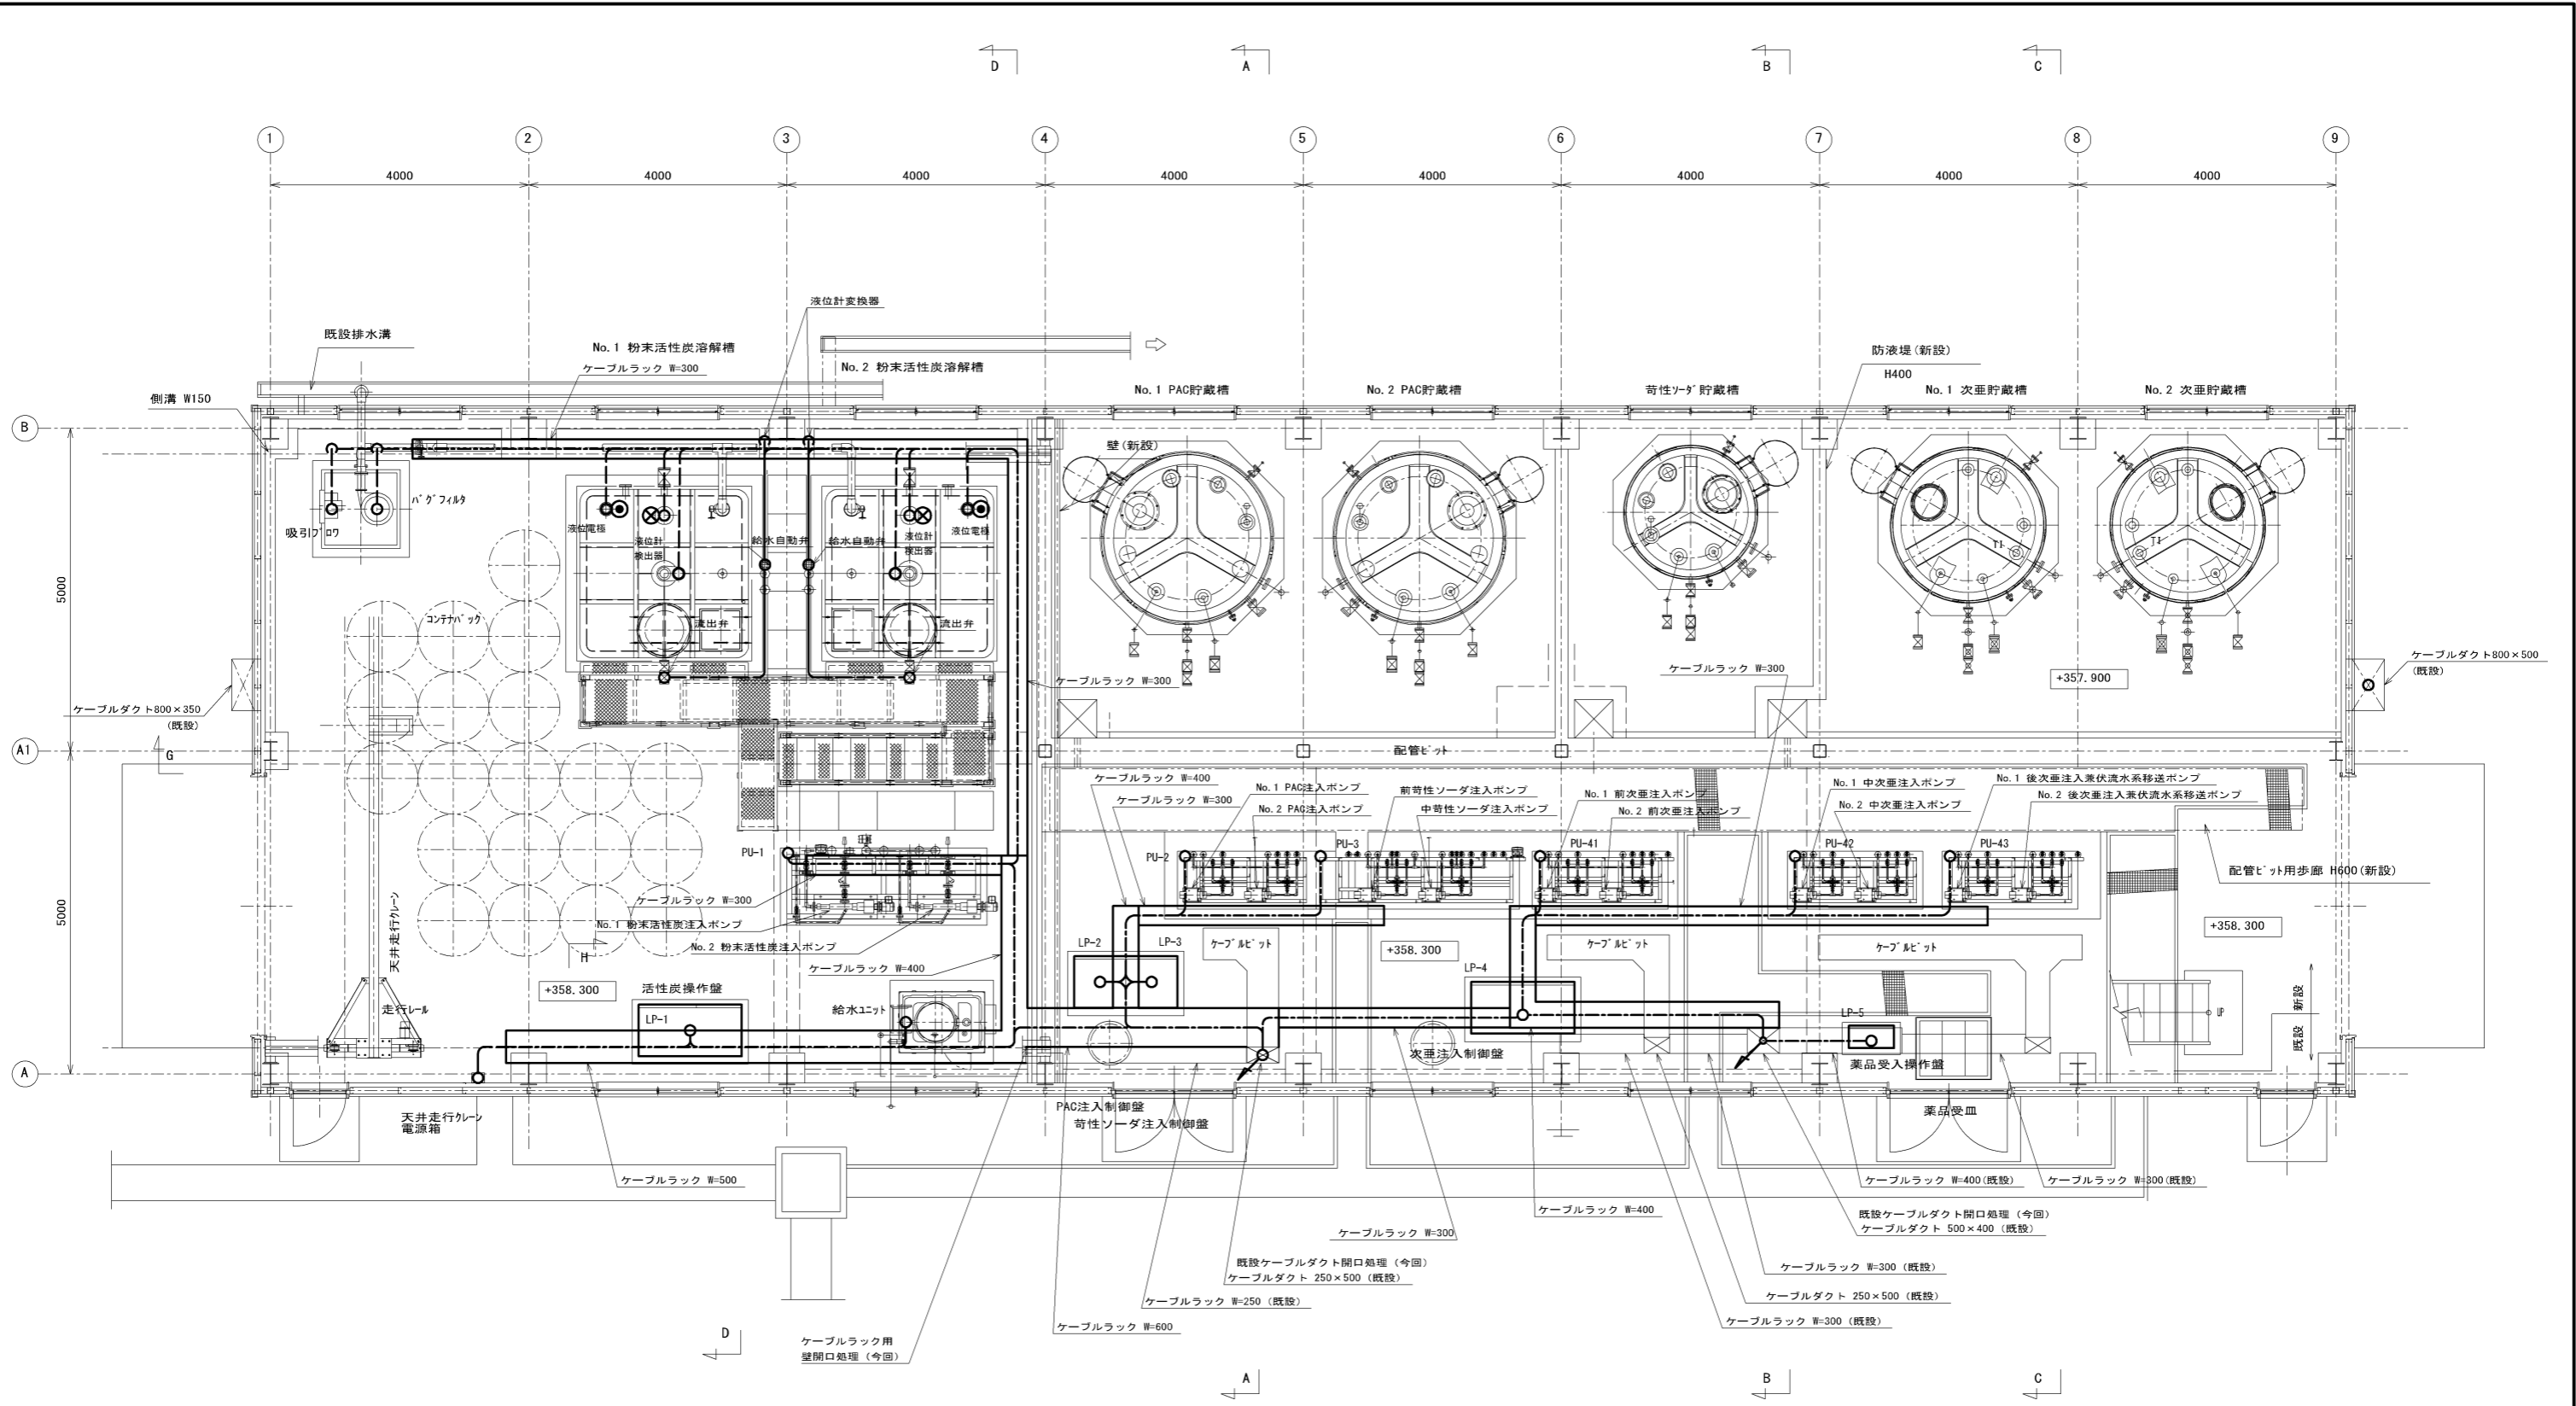 D
A
B
C
1
2
3
4
5
6
7
8
9
4000
4000
4000
4000
4000
4000
4000
4000
液位計変換器
既設排水溝
No.1 粉末活性炭溶解槽
ケーブルラック W=300
No.2 粉末活性炭溶解槽
防液堤(新設)
H400
No.1 PAC貯蔵槽
No.2 PAC貯蔵槽
苛性ソーダ貯蔵槽
No.1 次亜貯蔵槽
No.2 次亜貯蔵槽
側溝 W150
B
壁(新設)
バグフィルタ
吸引ブロワ
液位電極
液位計
検出器
給水自動弁
給水自動弁
液位計
検出器
液位電極
TI
TI
5000
コンテナバック
流出弁
流出弁
ケーブルラック W=300
ケーブルラック W=300
+357.900
ケーブルダクト800×500
(既設)
ケーブルダクト800×350
(既設)
A1
G
配管ピット
ケーブルラック W=400
ケーブルラック W=300
No.1 PAC注入ポンプ
No.2 PAC注入ポンプ
前苛性ソーダ注入ポンプ
中苛性ソーダ注入ポンプ
No.1 前次亜注入ポンプ
No.2 前次亜注入ポンプ
No.1 中次亜注入ポンプ
No.2 中次亜注入ポンプ
No.1 後次亜注入兼伏流水系移送ポンプ
No.2 後次亜注入兼伏流水系移送ポンプ
PU-1
PU-2
PU-3
PU-41
PU-42
PU-43
配管ピット用歩廊 H600(新設)
5000
ケーブルラック W=300
No.1 粉末活性炭注入ポンプ
No.2 粉末活性炭注入ポンプ
天井走行クレーン
H
ケーブルラック W=400
LP-2
LP-3
ケーブルピット
+358.300
LP-4
ケーブルピット
ケーブルピット
+358.300
+358.300
活性炭操作盤
LP-1
給水ユニット
走行レール
次亜注入制御盤
LP-5
薬品受入操作盤
UP
新設
既設
A
天井走行クレーン
電源箱
PAC注入制御盤
苛性ソーダ注入制御盤
薬品受皿
ケーブルラック W=500
ケーブルラック W=400(既設)
ケーブルラック W=300(既設)
ケーブルラック W=400
既設ケーブルダクト開口処理（今回）
ケーブルダクト 500×400（既設）
ケーブルラック W=300
既設ケーブルダクト開口処理（今回）
ケーブルダクト 250×500（既設）
ケーブルラック W=300（既設）
ケーブルラック W=250（既設）
ケーブルダクト 250×500（既設）
ケーブルラック W=600
ケーブルラック W=300（既設）
D
ケーブルラック用
壁開口処理（今回）
A
B
C